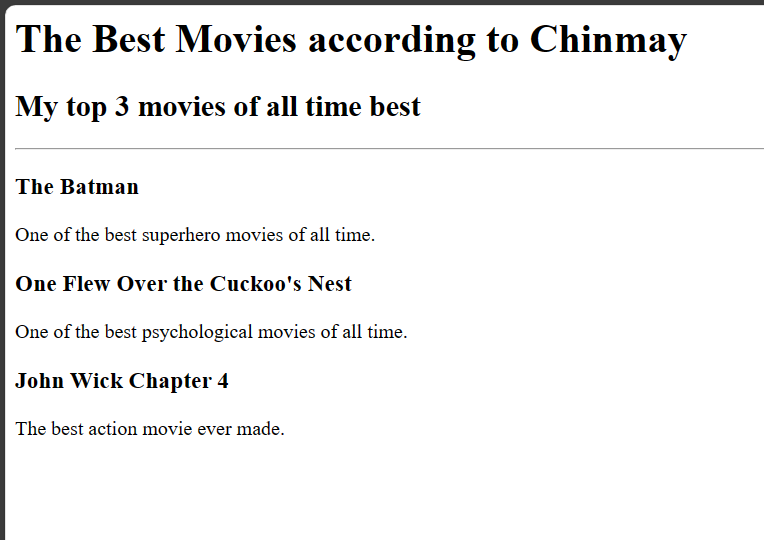 The Best Movies according to Chinmay
My top 3 movies of all time best
The Batman
One of the best superhero movies of all time.
One Flew Over the Cuckoo's Nest
One of the best psychological movies of all time.
John Wick Chapter 4
The best action movie ever made.